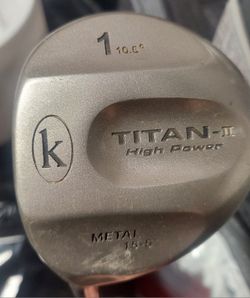 1 10.5°
k
TITAN-II
High Power
METAL
15-5